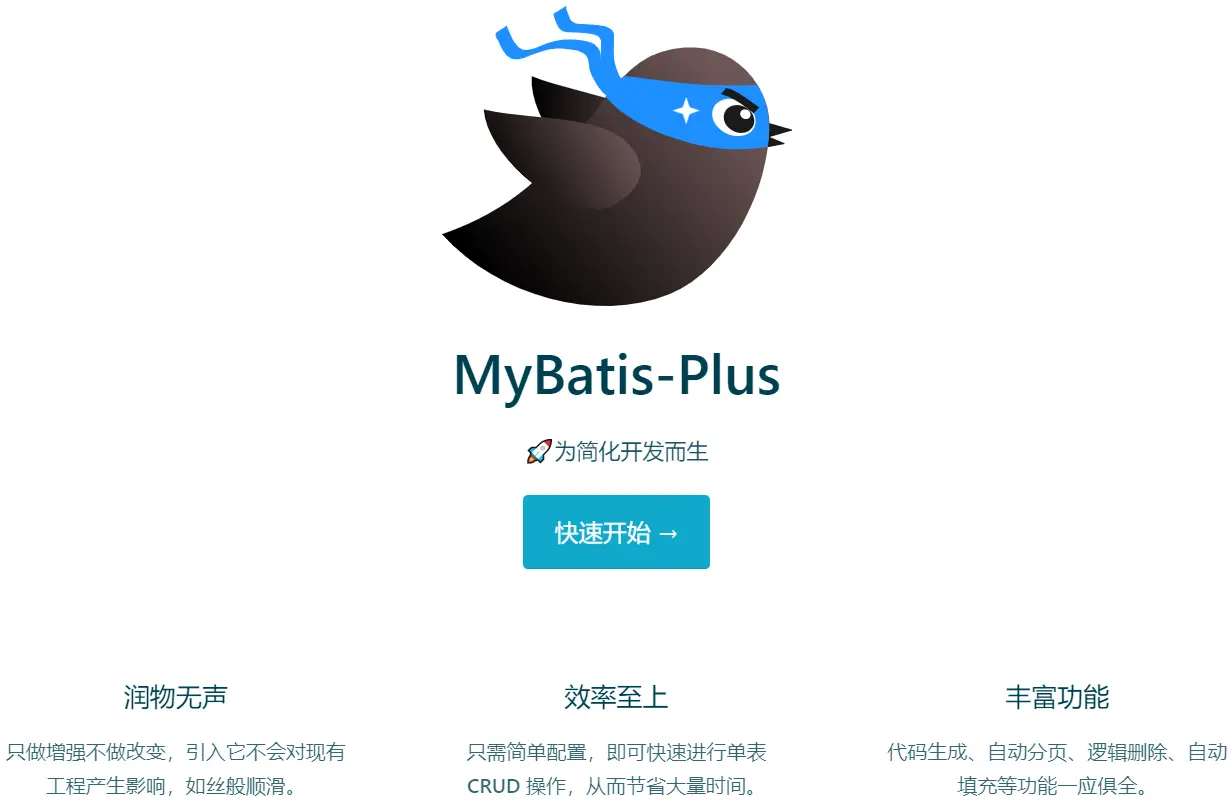 MyBatis-Plus
🚀为简化开发而生
快速开始 →
润物无声
只做增强不做改变，引入它不会对现有
工程产生影响，如丝般顺滑。
效率至上
只需简单配置，即可快速进行单表
CRUD 操作，从而节省大量时间。
丰富功能
代码生成、自动分页、逻辑删除、自动
填充等功能一应俱全。